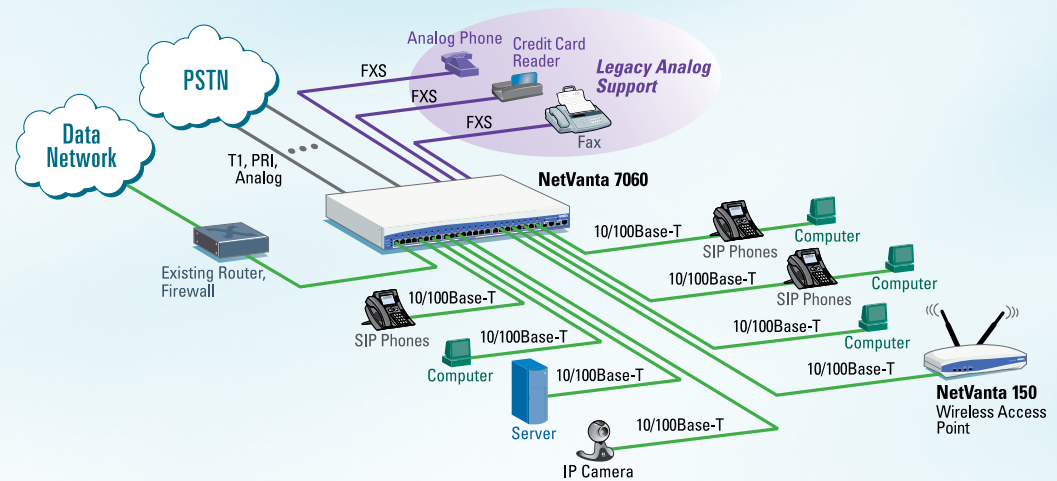 Analog Phone
Credit Card
Reader
Legacy Analog
Support
FXS
FXS
FXS
Fax
PSTN
Data
Network
T1, PRI,
Analog
NetVanta 7060
Existing Router,
Firewall
10/100Base-T
SIP Phones
Computer
10/100Base-T
SIP Phones
Computer
10/100Base-T
SIP Phones
10/100Base-T
Computer
10/100Base-T
Computer
10/100Base-T
Server
10/100Base-T
NetVanta 150
Wireless Access
Point
10/100Base-T
IP Camera